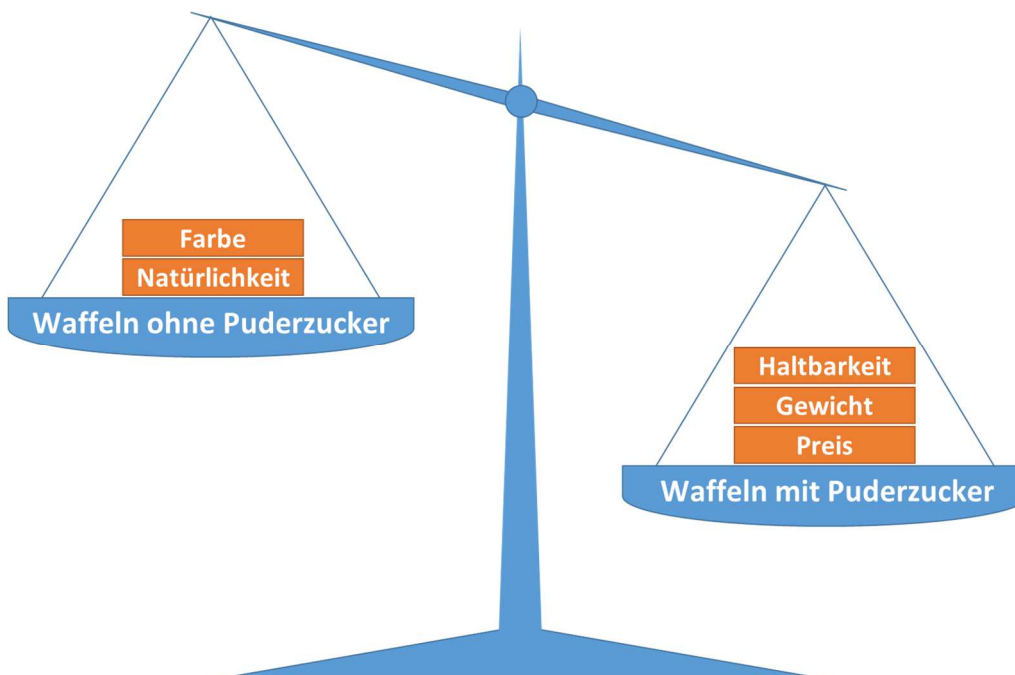 Farbe
Natürlichkeit
Waffeln ohne Puderzucker
Haltbarkeit
Gewicht
Preis
Waffeln mit Puderzucker